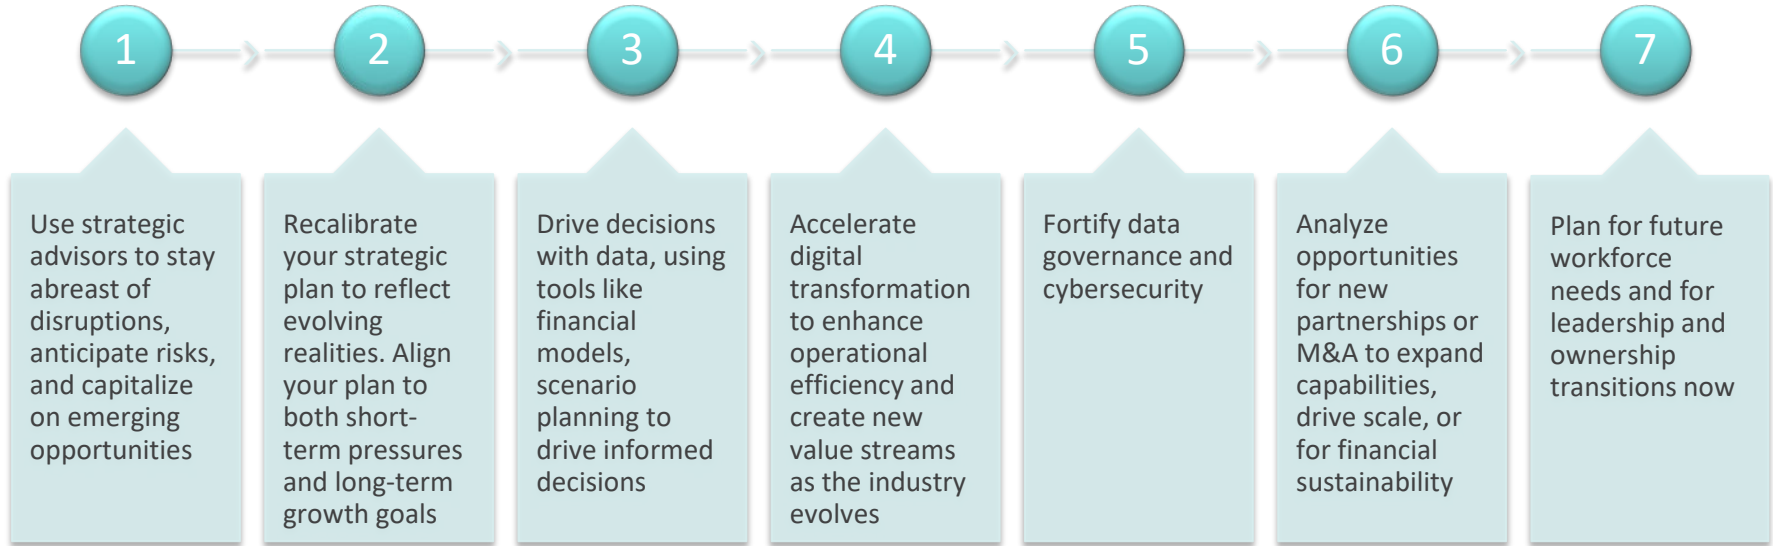 1
2
3
4
5
6
7
Use strategic
advisors to stay
abreast of
disruptions,
anticipate risks,
and capitalize
on emerging
opportunities
Recalibrate
your strategic
plan to reflect
evolving
realities. Align
your plan to
both short-
term pressures
and long-term
growth goals
Drive decisions
with data, using
tools like
financial
models,
scenario
planning to
drive informed
decisions
Accelerate
digital
transformation
to enhance
operational
efficiency and
create new
value streams
as the industry
evolves
Fortify data
governance and
cybersecurity
Analyze
opportunities
for new
partnerships or
M&A to expand
capabilities,
drive scale, or
for financial
sustainability
Plan for future
workforce
needs and for
leadership and
ownership
transitions now